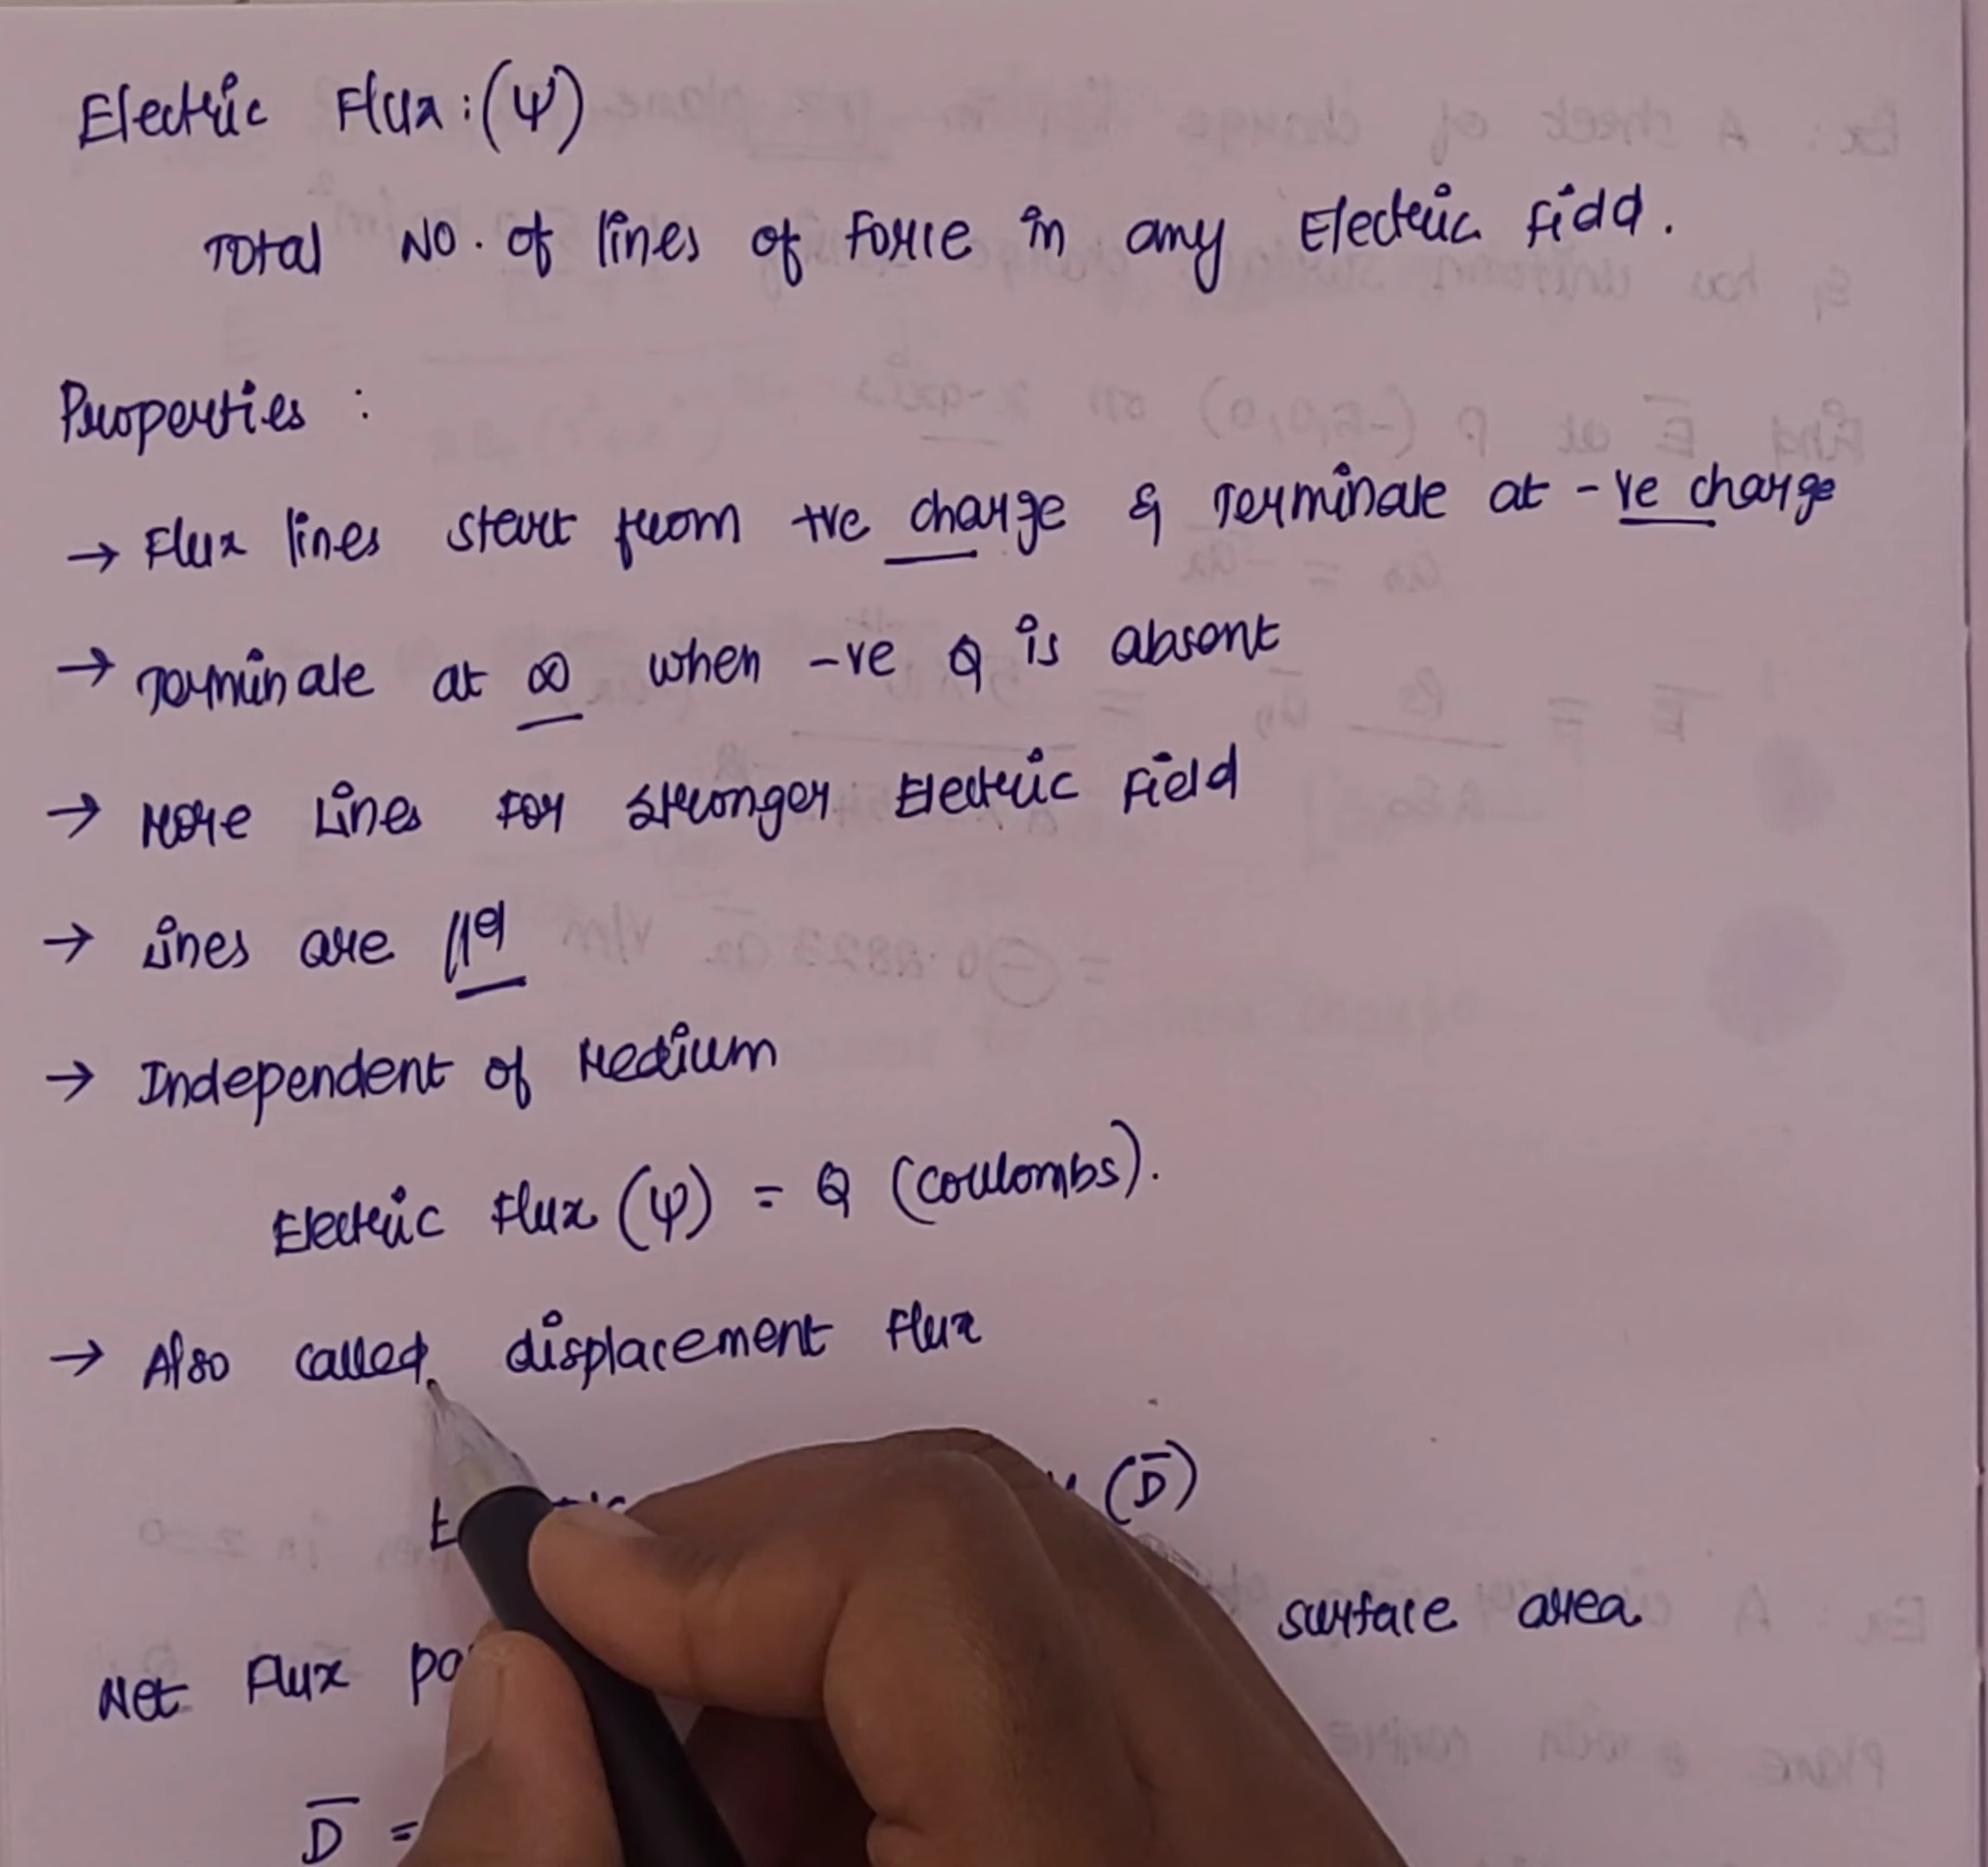 Electric Flux : (ψ)
Total No. of lines of force in any Electric field.
Properties :
→ Flux lines start from +ve charge & Terminate at -ve charge
→ Terminate at ∞ when -ve Q is absent
→ More Lines For stronger Electric Field
→ Lines are ||el
→ Independent of Medium
Electric Flux (ψ) = Q (coulombs).
→ Also called displacement flux
(D̅)
Net Flux surface area
D̅ =